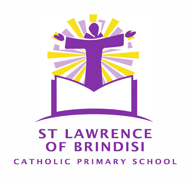 ST LAWRENCE
OF BRINDISI
CATHOLIC PRIMARY SCHOOL